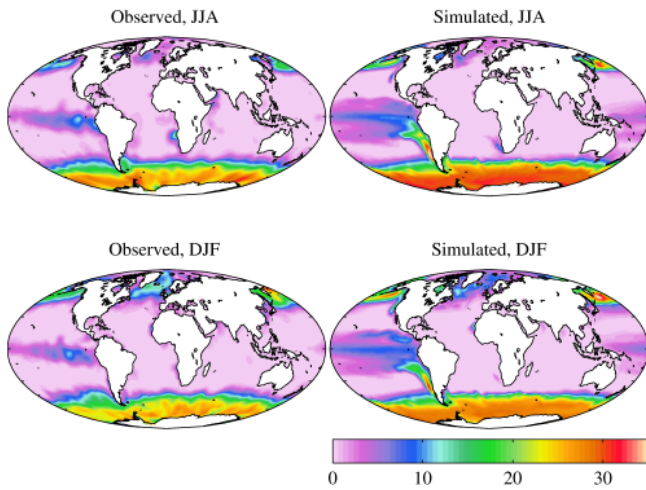 Observed, JJA
Simulated, JJA
Observed, DJF
Simulated, DJF
0 10 20 30